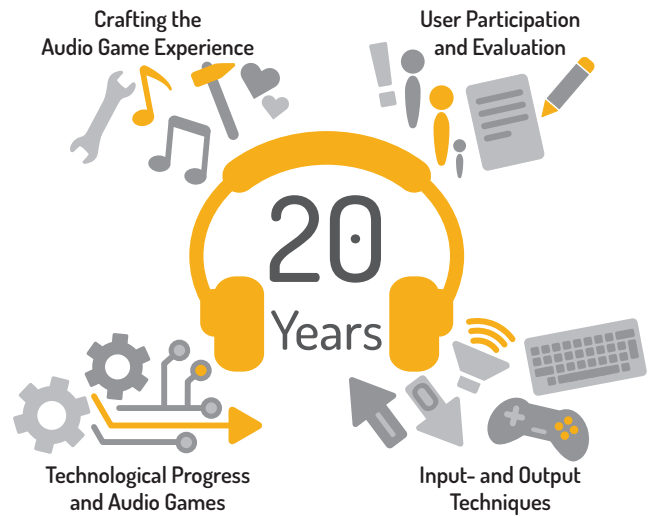 Crafting the
Audio Game Experience
User Participation
and Evaluation
20
Years
Technological Progress
and Audio Games
Input- and Output
Techniques